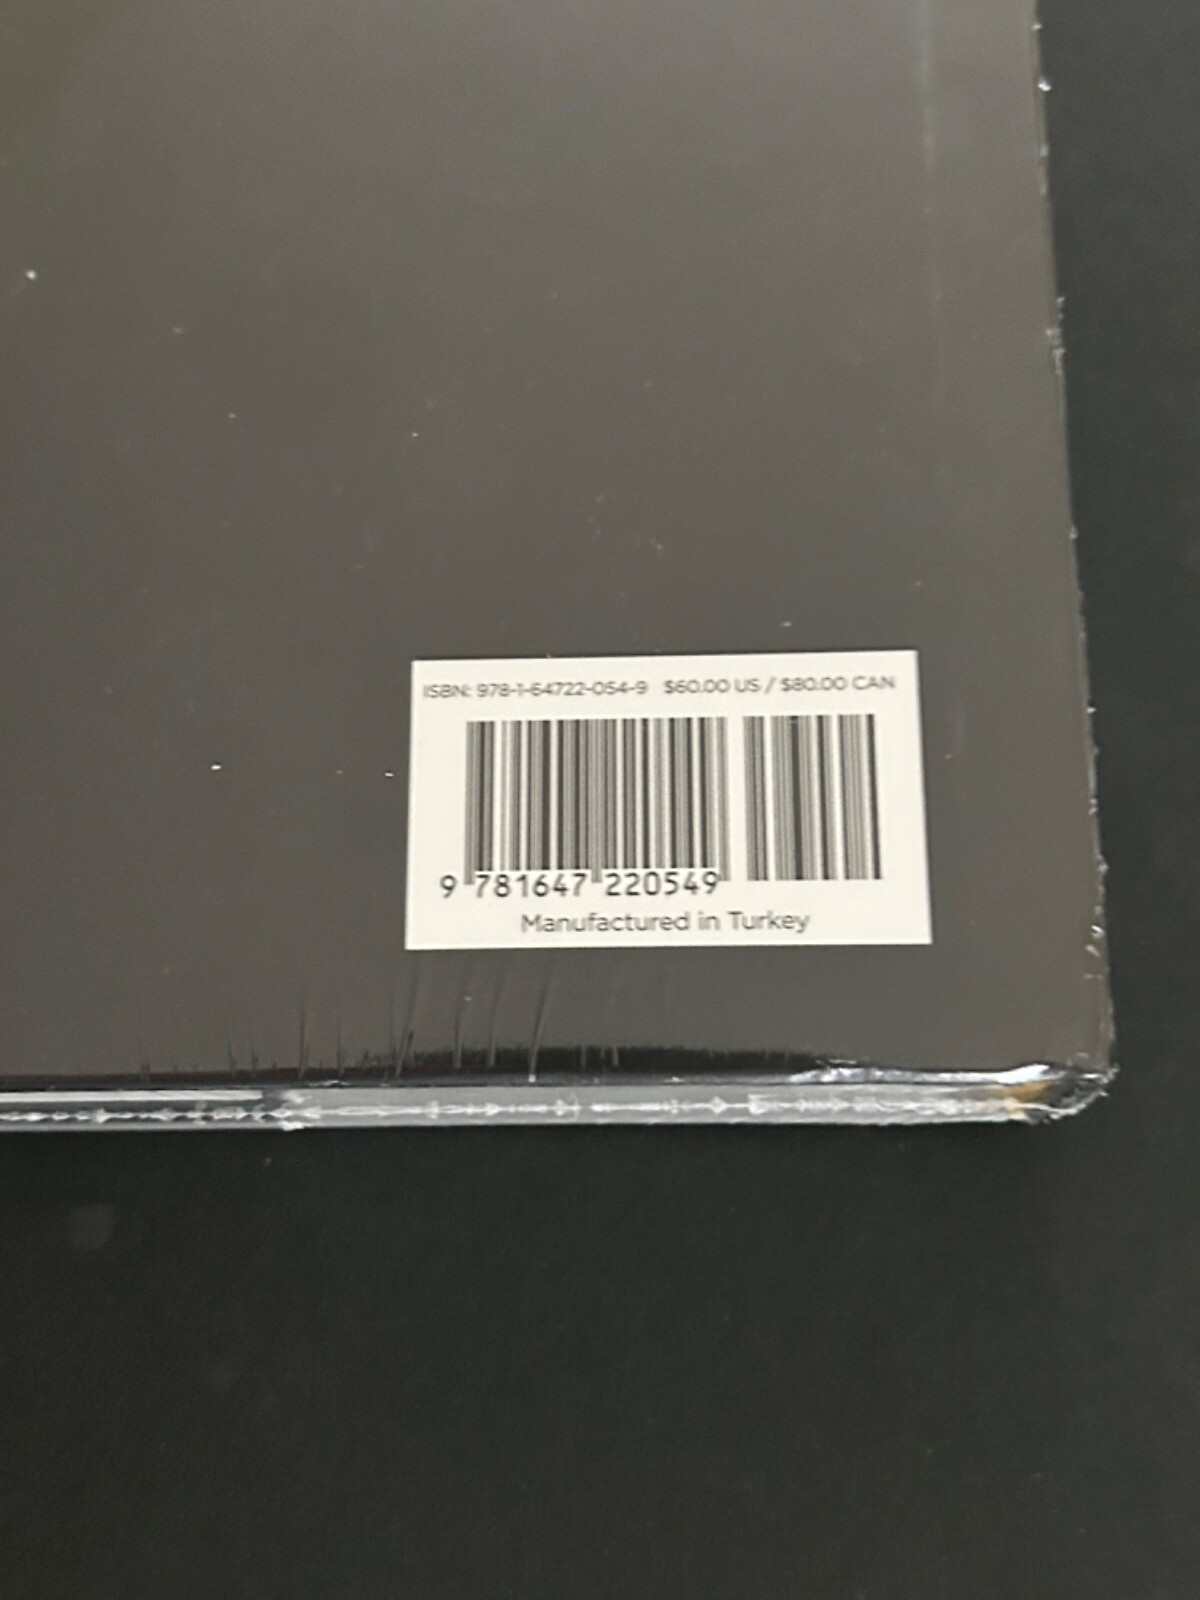 ISBN: 978-1-64722-054-9 $60.00 US / $80.00 CAN
9 781647 220549
Manufactured in Turkey